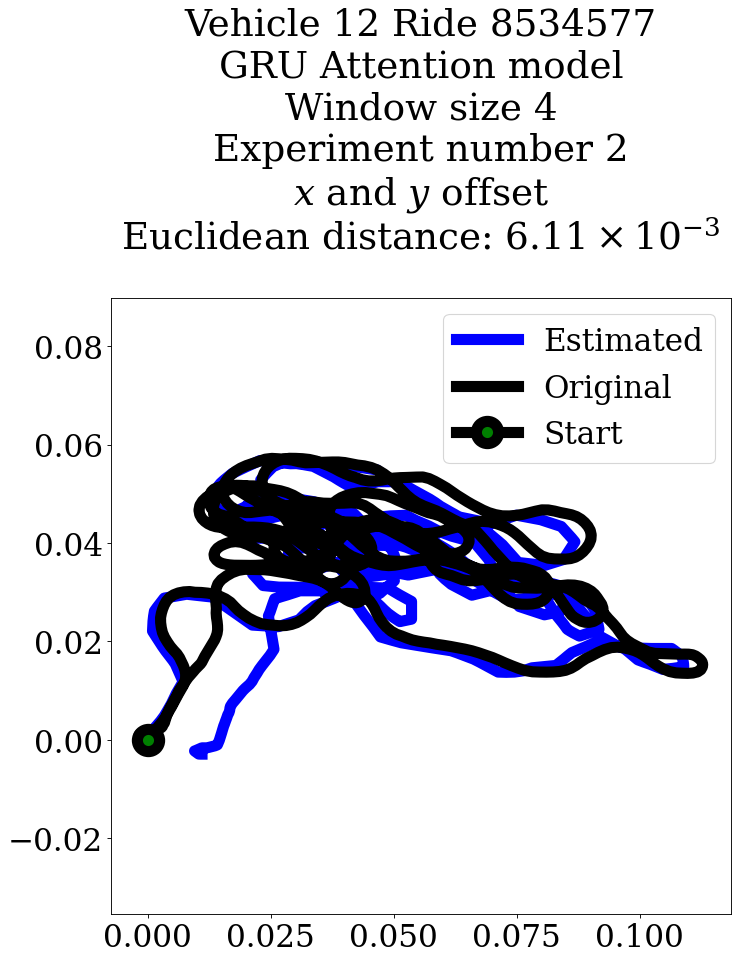 Vehicle 12 Ride 8534577
GRU Attention model
Window size 4
Experiment number 2
x and y offset
Euclidean distance: 6.11 × 10⁻³
Estimated
Original
Start
0.08
0.06
0.04
0.02
0.00
−0.02
0.000 0.025 0.050 0.075 0.100